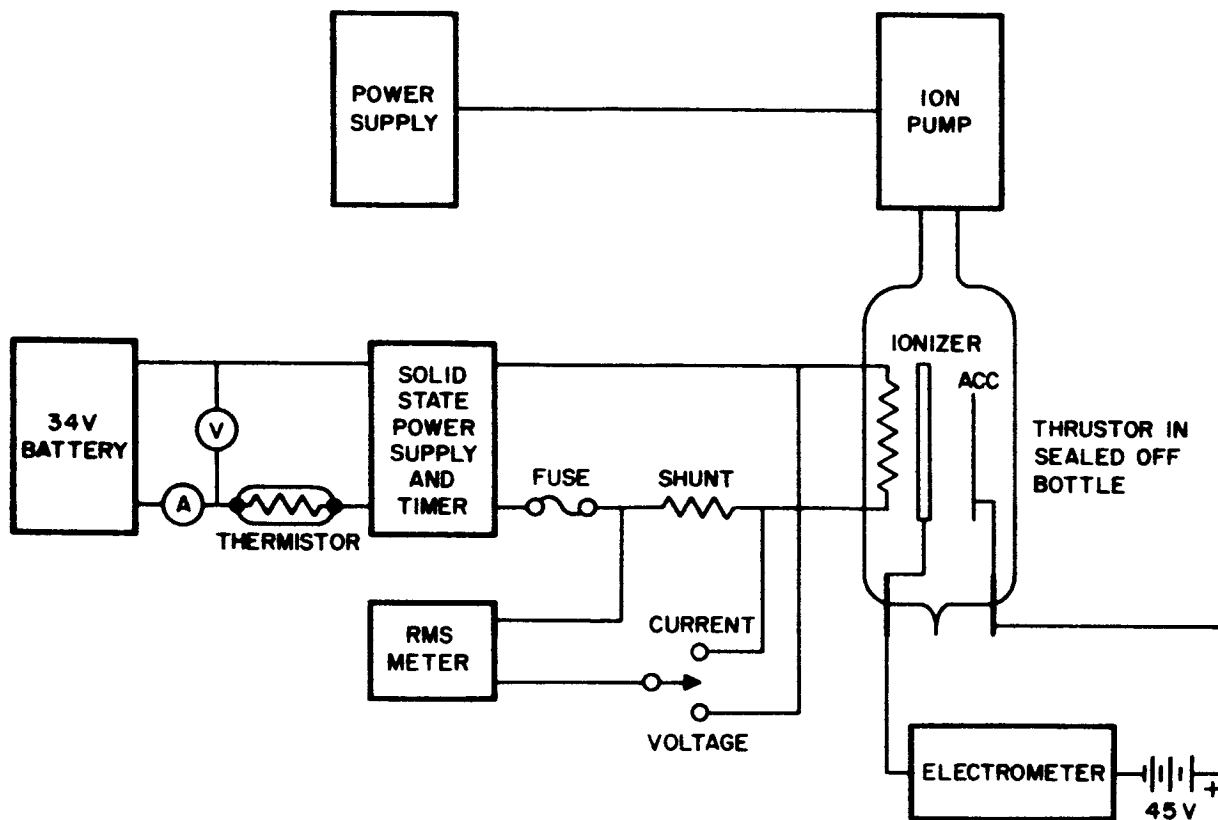 POWER
SUPPLY
ION
PUMP
34V
BATTERY
V
A
THERMISTOR
SOLID
STATE
POWER
SUPPLY
AND
TIMER
FUSE
SHUNT
IONIZER
ACC
THRUSTOR IN
SEALED OFF
BOTTLE
RMS
METER
CURRENT
VOLTAGE
ELECTROMETER
+
45V